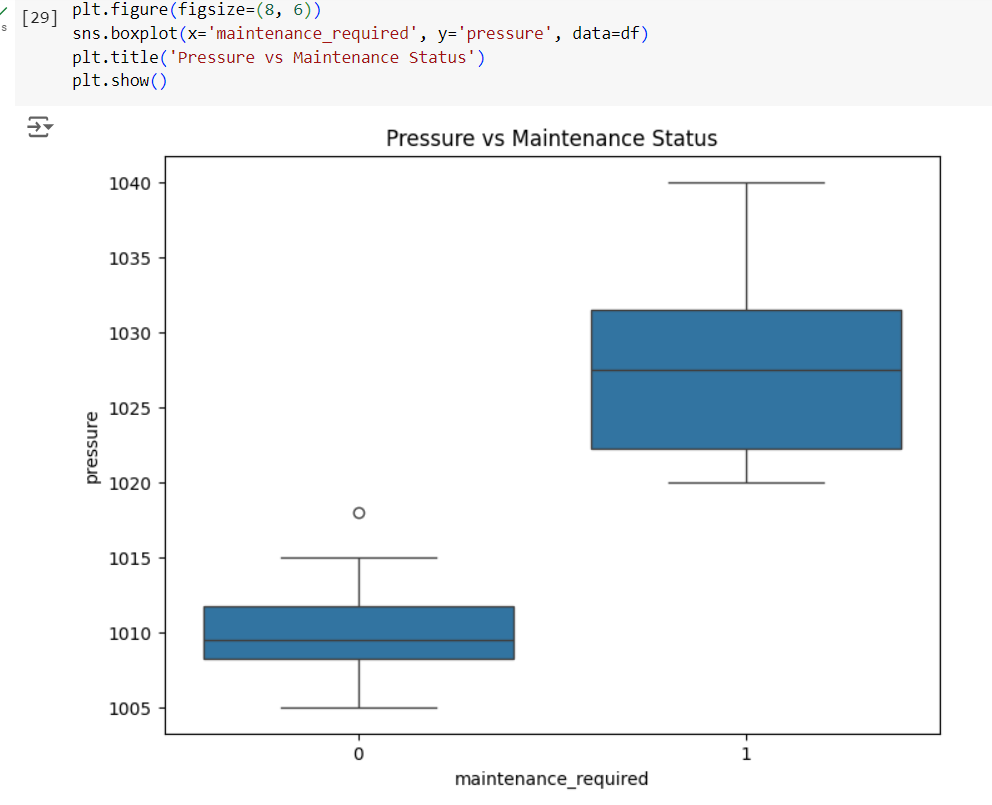 [29]
plt.figure(figsize=(8, 6))
s
sns.boxplot(x='maintenance_required', y='pressure', data=df)
plt.title('Pressure vs Maintenance Status')
plt.show()
Pressure vs Maintenance Status
1040
1035
1030
1025
1020
1015
1010
1005
pressure
0
1
maintenance_required